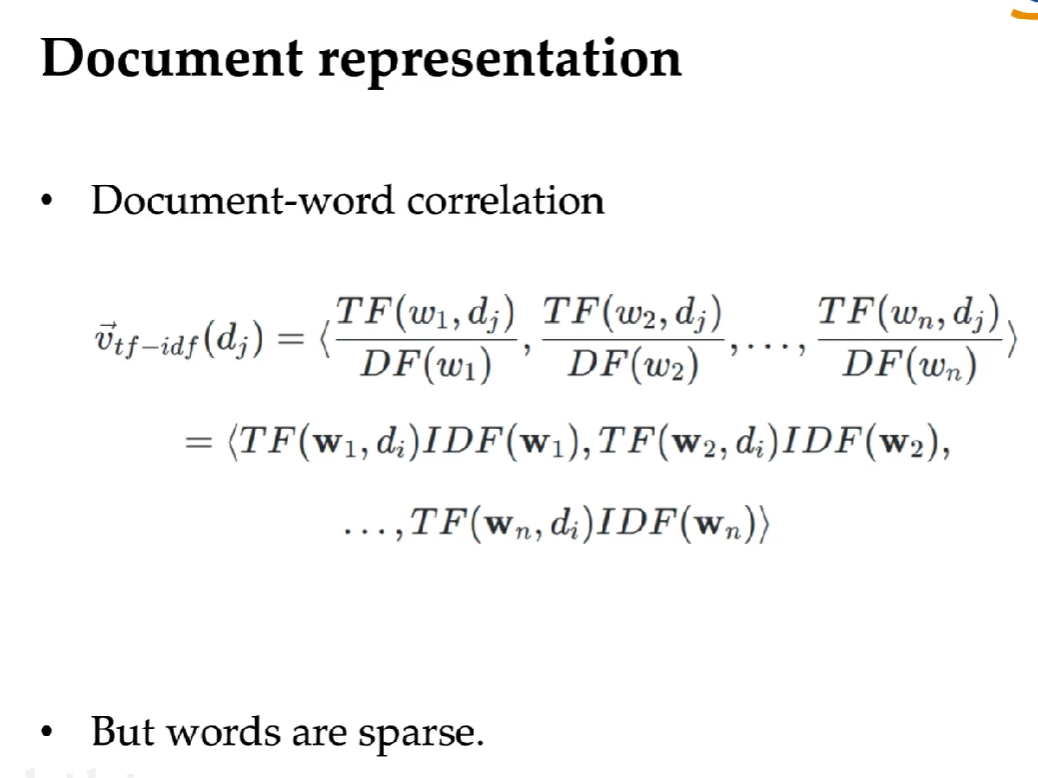 Document representation
• Document-word correlation
$\vec{v}_{tf-idf}(d_j) = \langle \frac{TF(w_1, d_j)}{DF(w_1)}, \frac{TF(w_2, d_j)}{DF(w_2)}, \ldots, \frac{TF(w_n, d_j)}{DF(w_n)} \rangle$
$= \langle TF(\mathbf{w}_1, d_i)IDF(\mathbf{w}_1), TF(\mathbf{w}_2, d_i)IDF(\mathbf{w}_2),$
$\ldots, TF(\mathbf{w}_n, d_i)IDF(\mathbf{w}_n) \rangle$
• But words are sparse.